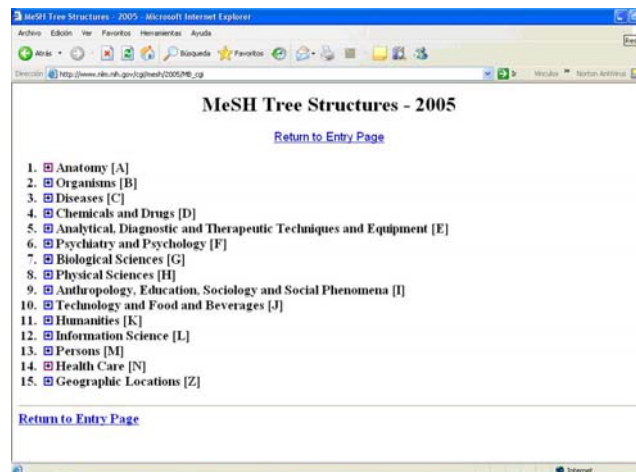 MeSH Tree Structures - 2005 - Microsoft Internet Explorer
Archivo Edición Ver Favoritos Herramientas Ayuda
Atrás Búsqueda Favoritos
Dirección http://www.nlm.nih.gov/cgi/mesh/2005/MB_cgi Ir Vínculos Norton AntiVirus
MeSH Tree Structures - 2005
Return to Entry Page
1. Anatomy [A]
2. Organisms [B]
3. Diseases [C]
4. Chemicals and Drugs [D]
5. Analytical, Diagnostic and Therapeutic Techniques and Equipment [E]
6. Psychiatry and Psychology [F]
7. Biological Sciences [G]
8. Physical Sciences [H]
9. Anthropology, Education, Sociology and Social Phenomena [I]
10. Technology and Food and Beverages [J]
11. Humanities [K]
12. Information Science [L]
13. Persons [M]
14. Health Care [N]
15. Geographic Locations [Z]
Return to Entry Page
Internet